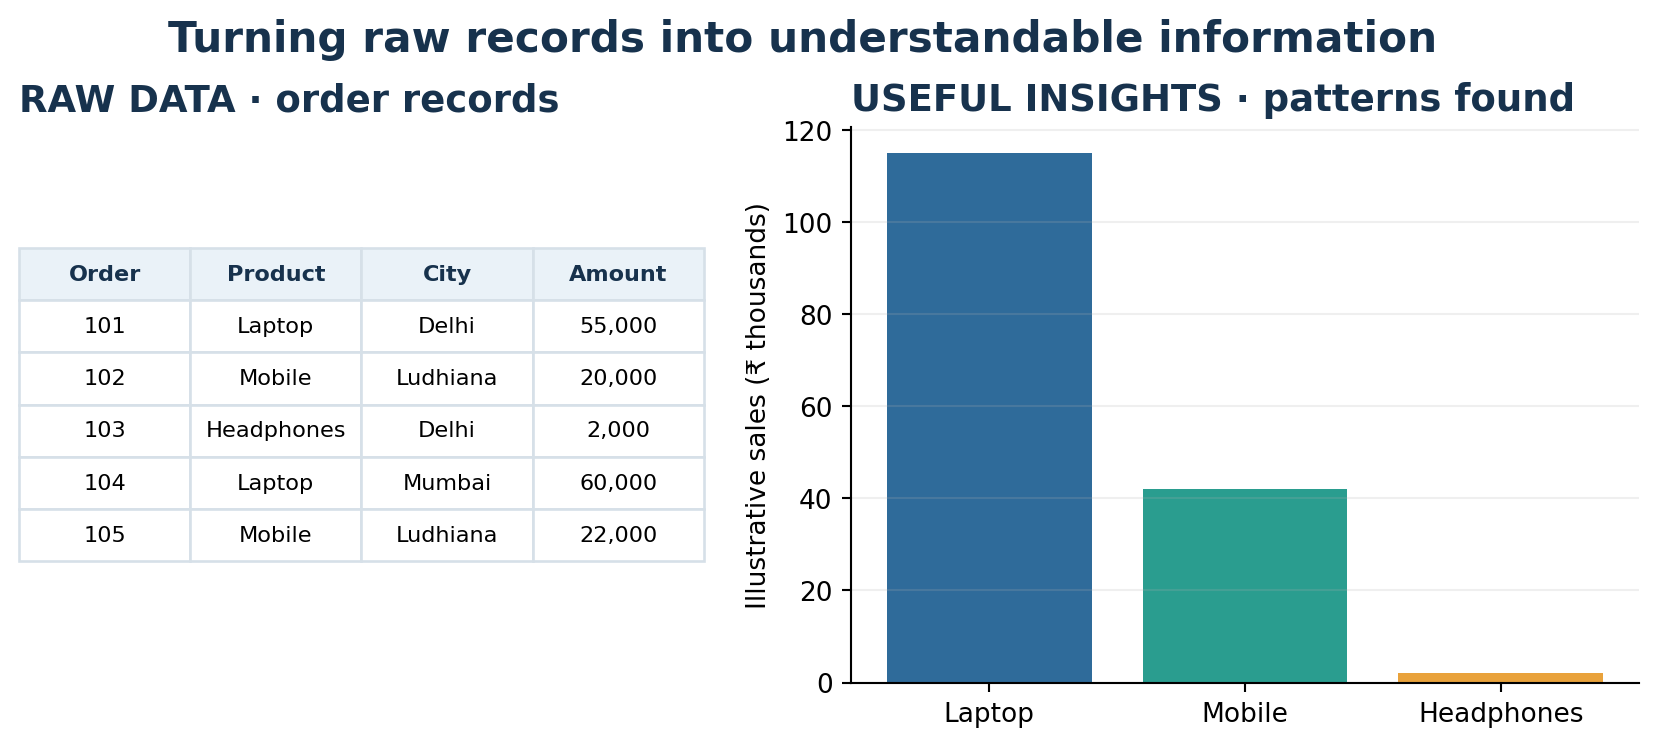 Turning raw records into understandable information
RAW DATA · order records
Order Product City Amount
101 Laptop Delhi 55,000
102 Mobile Ludhiana 20,000
103 Headphones Delhi 2,000
104 Laptop Mumbai 60,000
105 Mobile Ludhiana 22,000
USEFUL INSIGHTS · patterns found
Illustrative sales (₹ thousands)
120
100
80
60
40
20
0
Laptop Mobile Headphones